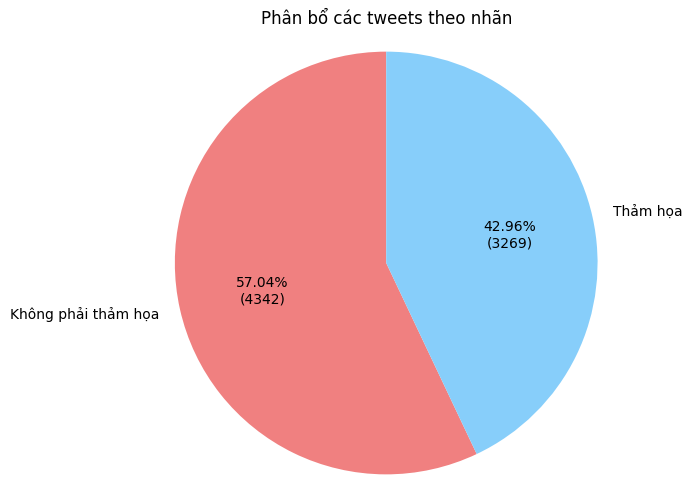 Phân bổ các tweets theo nhãn
Thảm họa
42.96%
(3269)
57.04%
(4342)
Không phải thảm họa